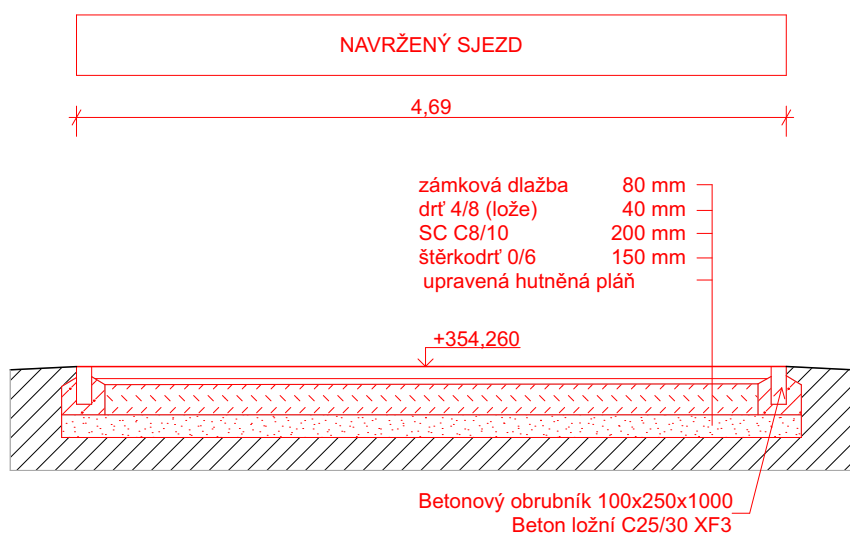 NAVRŽENÝ SJEZD
4,69
zámková dlažba 80 mm
drť 4/8 (lože) 40 mm
SC C8/10 200 mm
štěrkodrť 0/6 150 mm
upravená hutněná pláň
+354,260
Betonový obrubník 100x250x1000
Beton ložní C25/30 XF3